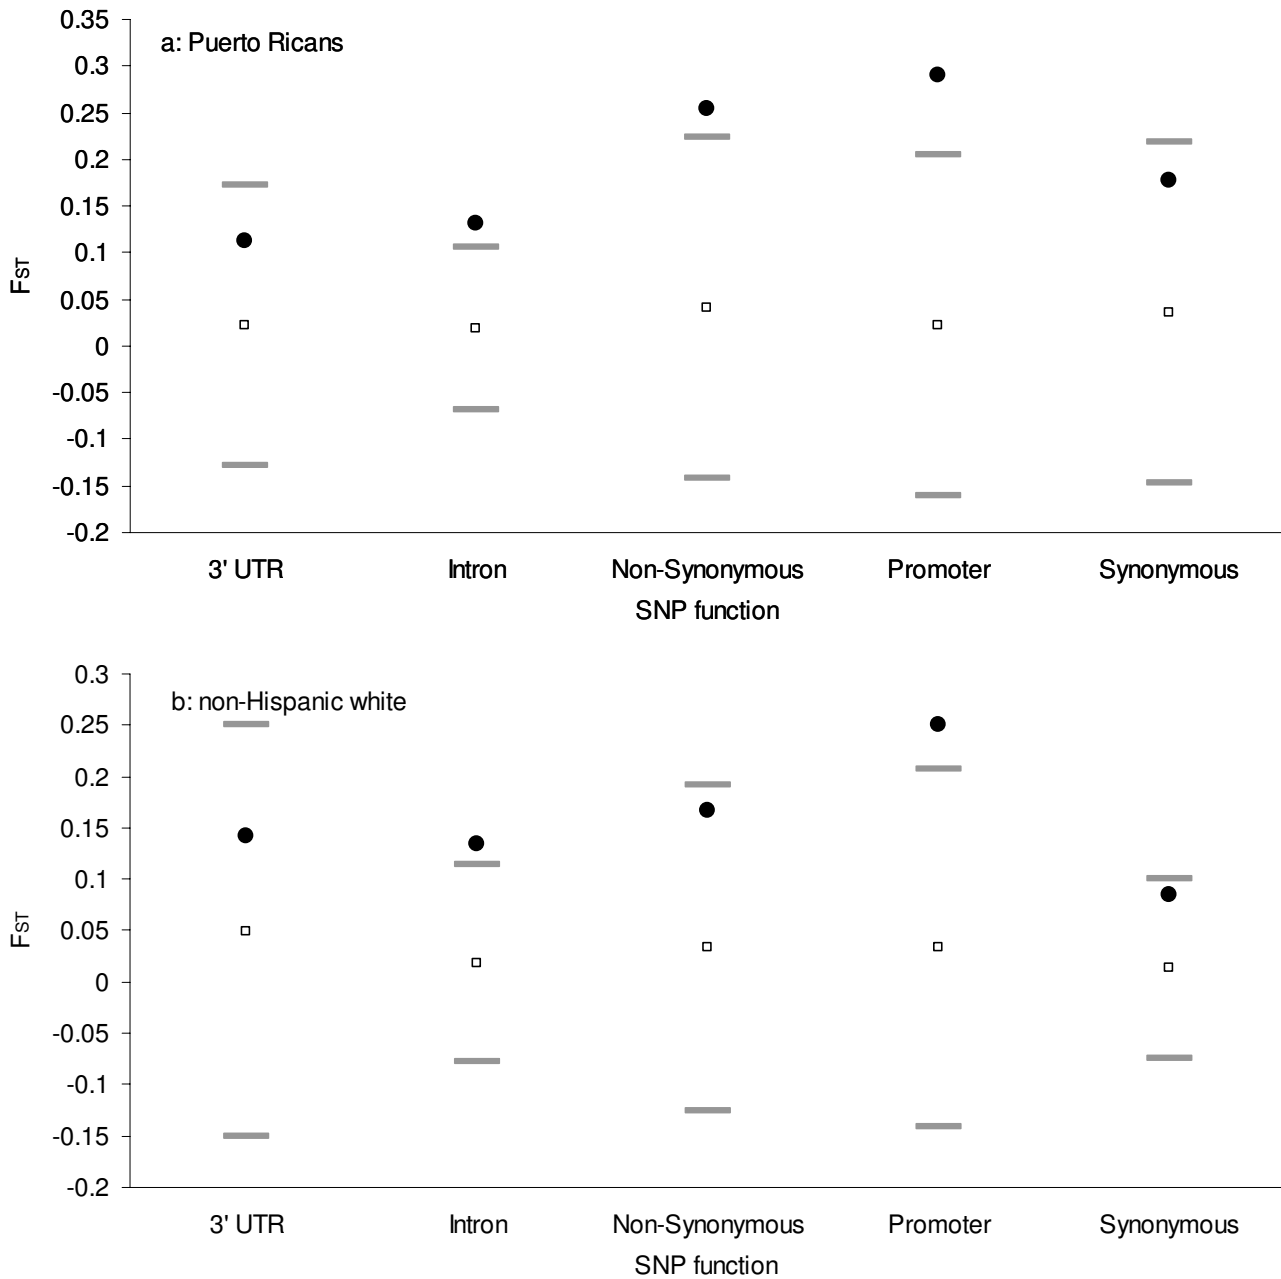 a: Puerto Ricans
0.35
0.3
0.25
0.2
0.15
0.1
0.05
0
-0.05
-0.1
-0.15
-0.2
FST
3' UTR Intron Non-Synonymous Promoter Synonymous
SNP function
b: non-Hispanic white
0.3
0.25
0.2
0.15
0.1
0.05
0
-0.05
-0.1
-0.15
-0.2
FST
3' UTR Intron Non-Synonymous Promoter Synonymous
SNP function